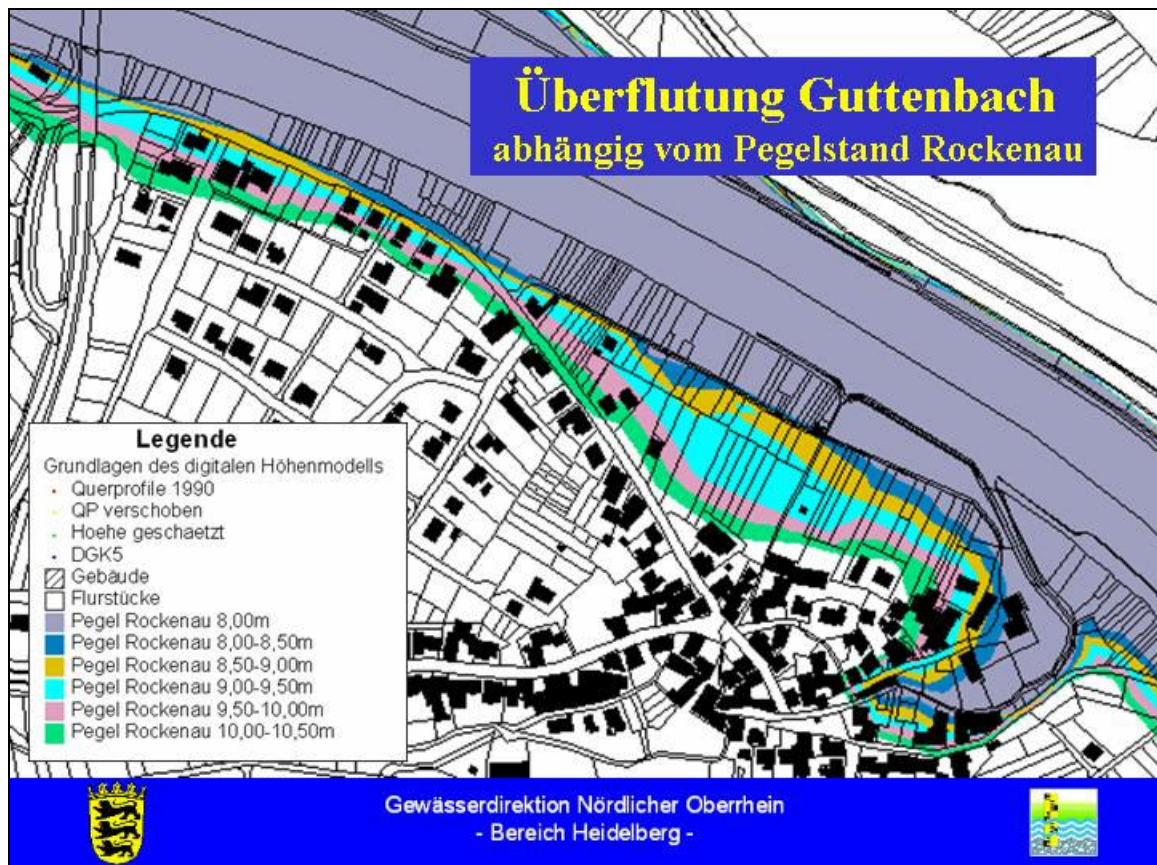 Überflutung Guttenbach
abhängig vom Pegelstand Rockenau
Legende
Grundlagen des digitalen Höhenmodells
Querprofile 1990
QP verschoben
Hoehe geschaetzt
DGK5
Gebäude
Flurstücke
Pegel Rockenau 8,00m
Pegel Rockenau 8,00-8,50m
Pegel Rockenau 8,50-9,00m
Pegel Rockenau 9,00-9,50m
Pegel Rockenau 9,50-10,00m
Pegel Rockenau 10,00-10,50m
Gewässerdirektion Nördlicher Oberrhein
- Bereich Heidelberg -